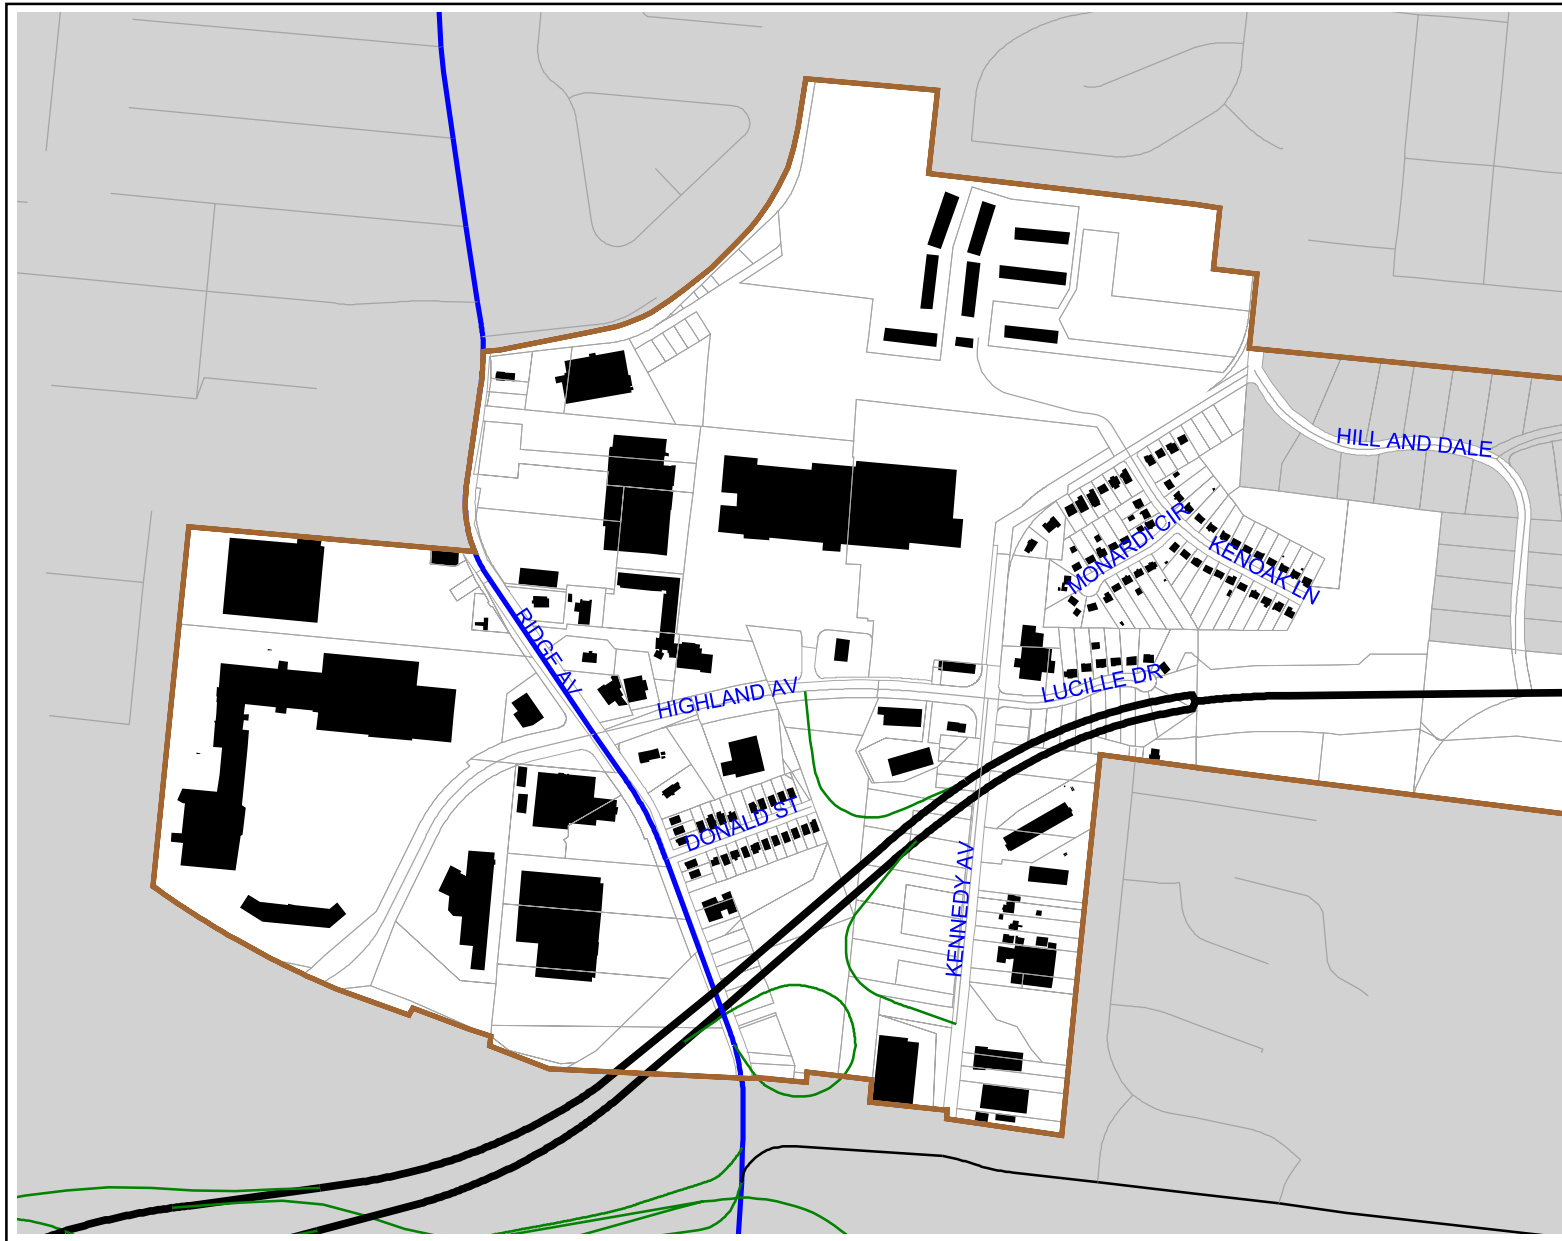 HILL AND DALE
MONARDI CIR
KENOAK LN
RIDGE AV
HIGHLAND AV
LUCILLE DR
DONALD ST
KENNEDY AV